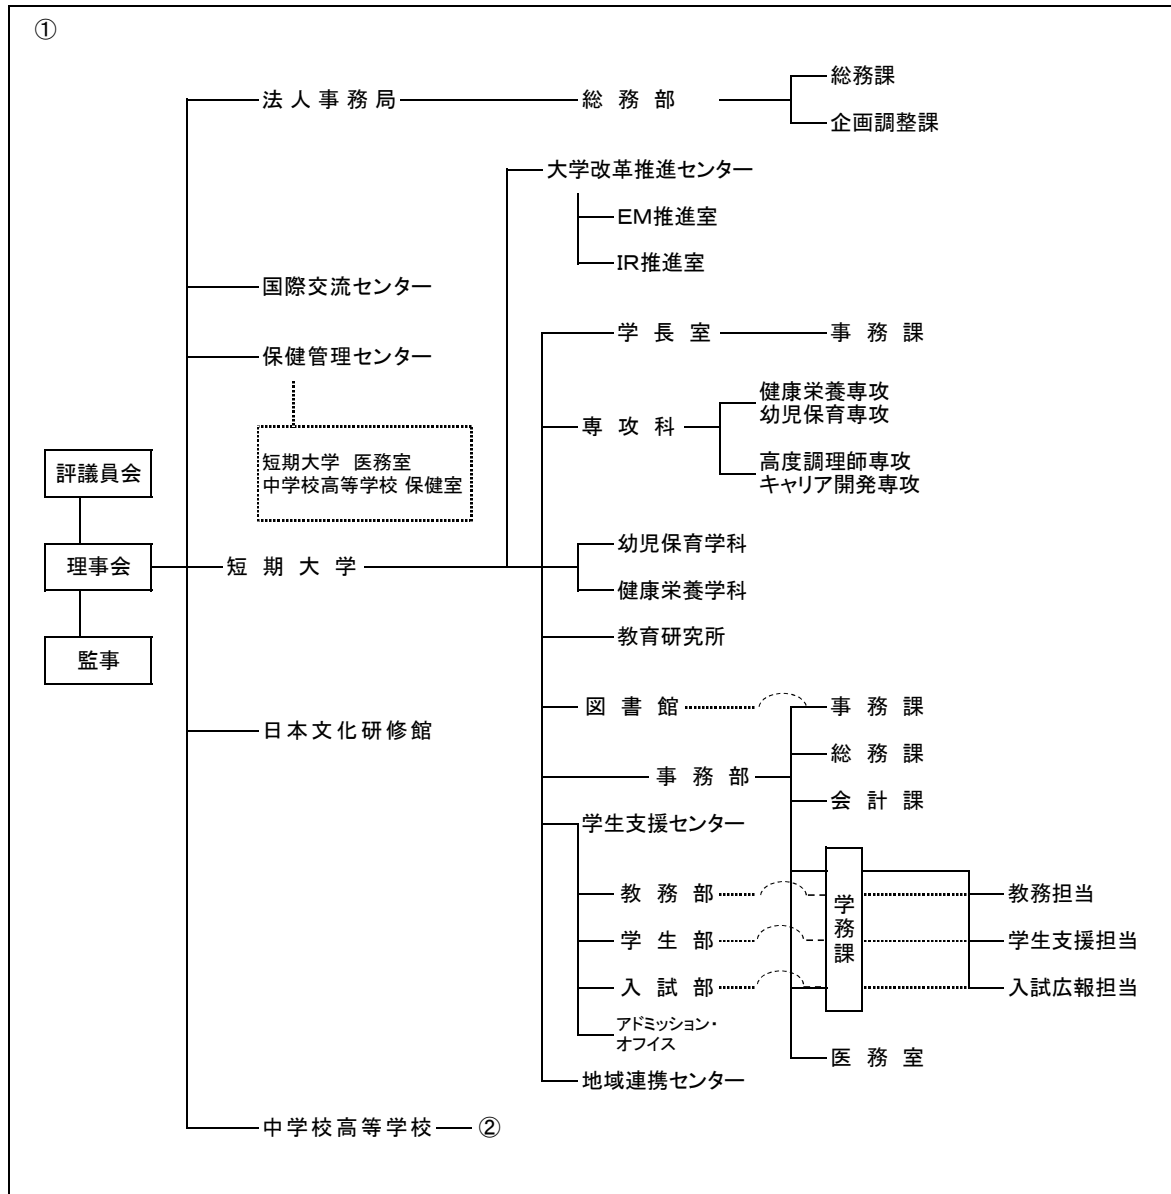 ①
法人事務局
総務部
総務課
企画調整課
大学改革推進センター
EM推進室
IR推進室
国際交流センター
学長室
事務課
保健管理センター
短期大学 医務室
中学校高等学校 保健室
専攻科
健康栄養専攻
幼児保育専攻
高度調理師専攻
キャリア開発専攻
評議員会
理事会
監事
短期大学
幼児保育学科
健康栄養学科
教育研究所
図書館
事務課
日本文化研修館
総務課
事務部
会計課
学生支援センター
教務部
学生部
入試部
アドミッション・
オフィス
学務課
教務担当
学生支援担当
入試広報担当
医務室
地域連携センター
中学校高等学校
②